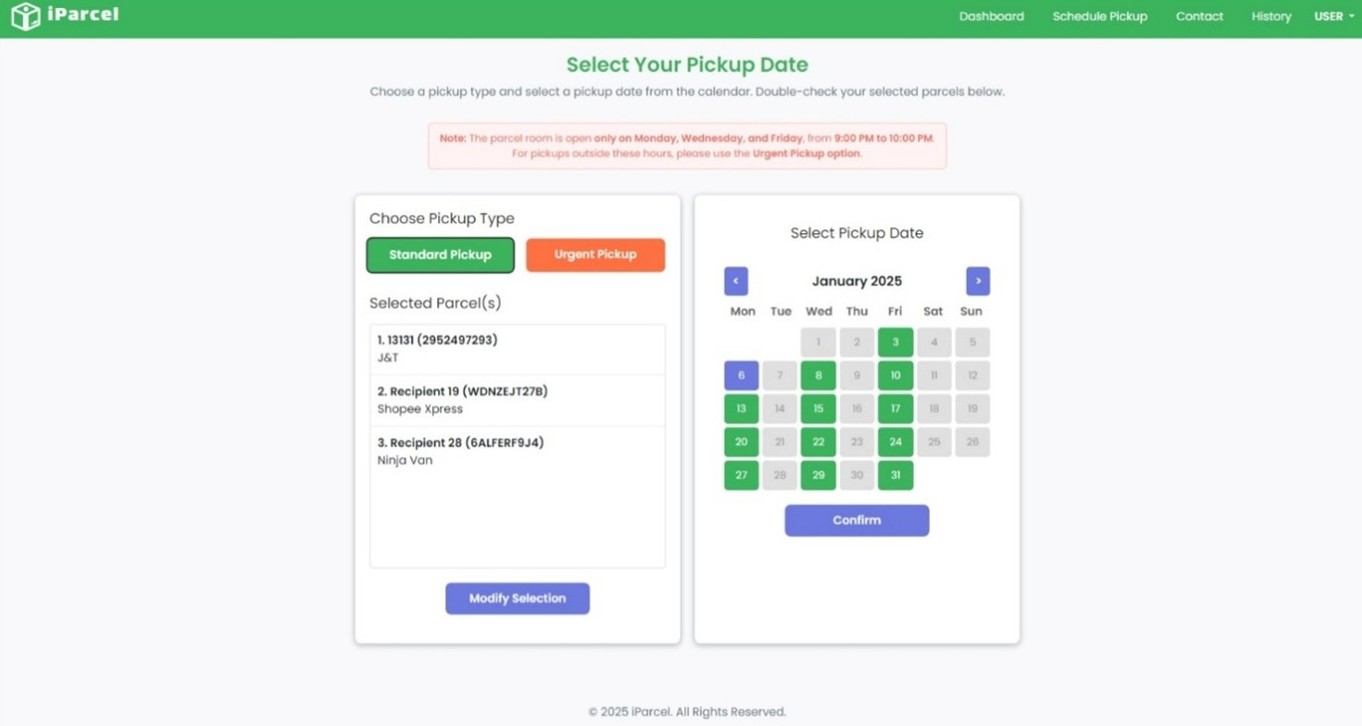 iParcel
Dashboard Schedule Pickup Contact History USER
Select Your Pickup Date
Choose a pickup type and select a pickup date from the calendar. Double-check your selected parcels below.
Note: The parcel room is open only on Monday, Wednesday, and Friday, from 9:00 PM to 10:00 PM.
For pickups outside these hours, please use the Urgent Pickup option.
Choose Pickup Type
Standard Pickup Urgent Pickup
Selected Parcel(s)
1. 13131 (2952497293)
J&T
2. Recipient 19 (WDNZEJT27B)
Shopee Xpress
3. Recipient 28 (6ALFERF9J4)
Ninja Van
Modify Selection
Select Pickup Date
< January 2025 >
Mon Tue Wed Thu Fri Sat Sun
1 2 3 4 5
6 7 8 9 10 11 12
13 14 15 16 17 18 19
20 21 22 23 24 25 26
27 28 29 30 31
Confirm
© 2025 iParcel. All Rights Reserved.